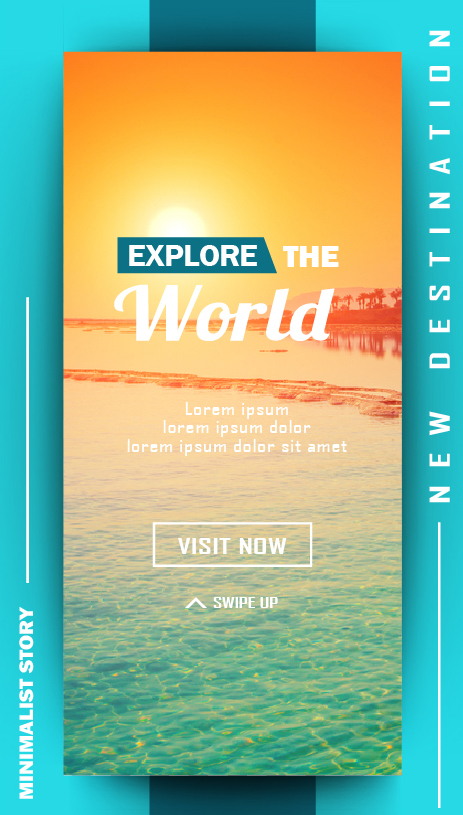 NEW DESTINATION
EXPLORE THE
World
Lorem ipsum
lorem ipsum dolor
lorem ipsum dolor sit amet
VISIT NOW
SWIPE UP
MINIMALIST STORY